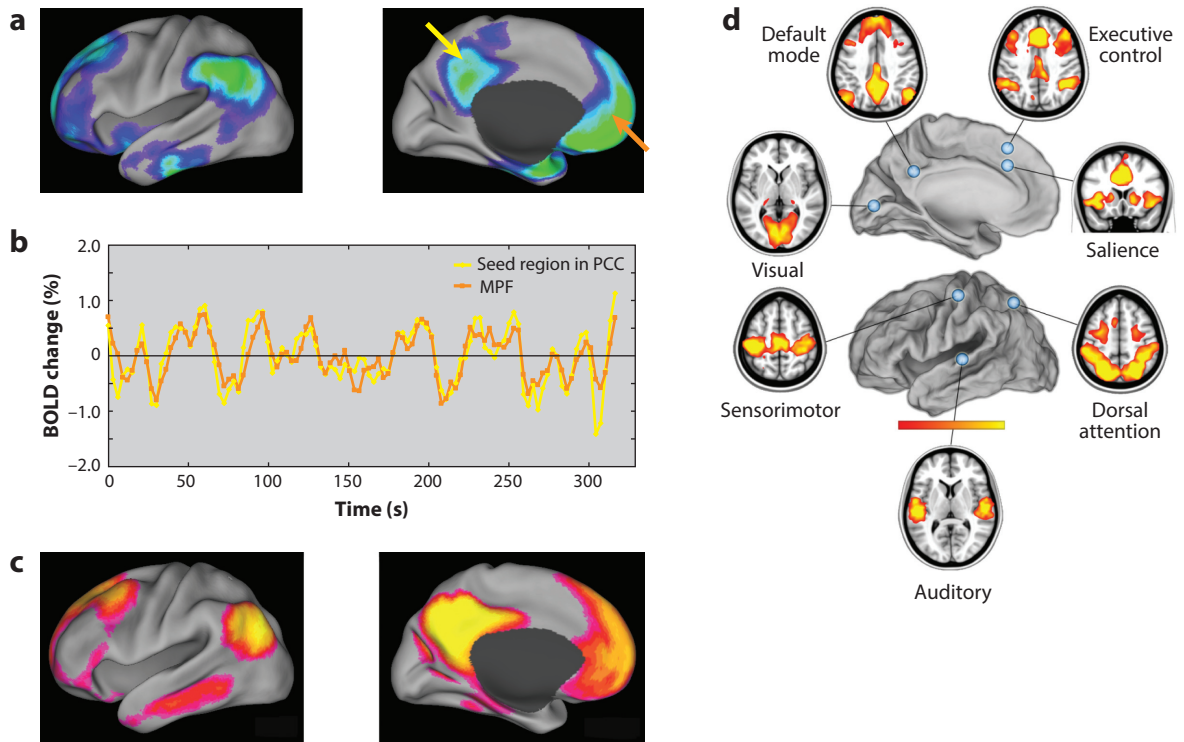 a
b
2.0
1.0
0
−1.0
−2.0
BOLD change (%)
Seed region in PCC
MPF
0
50
100
150
200
250
300
Time (s)
c
d
Default
mode
Executive
control
Visual
Salience
Sensorimotor
Dorsal
attention
Auditory